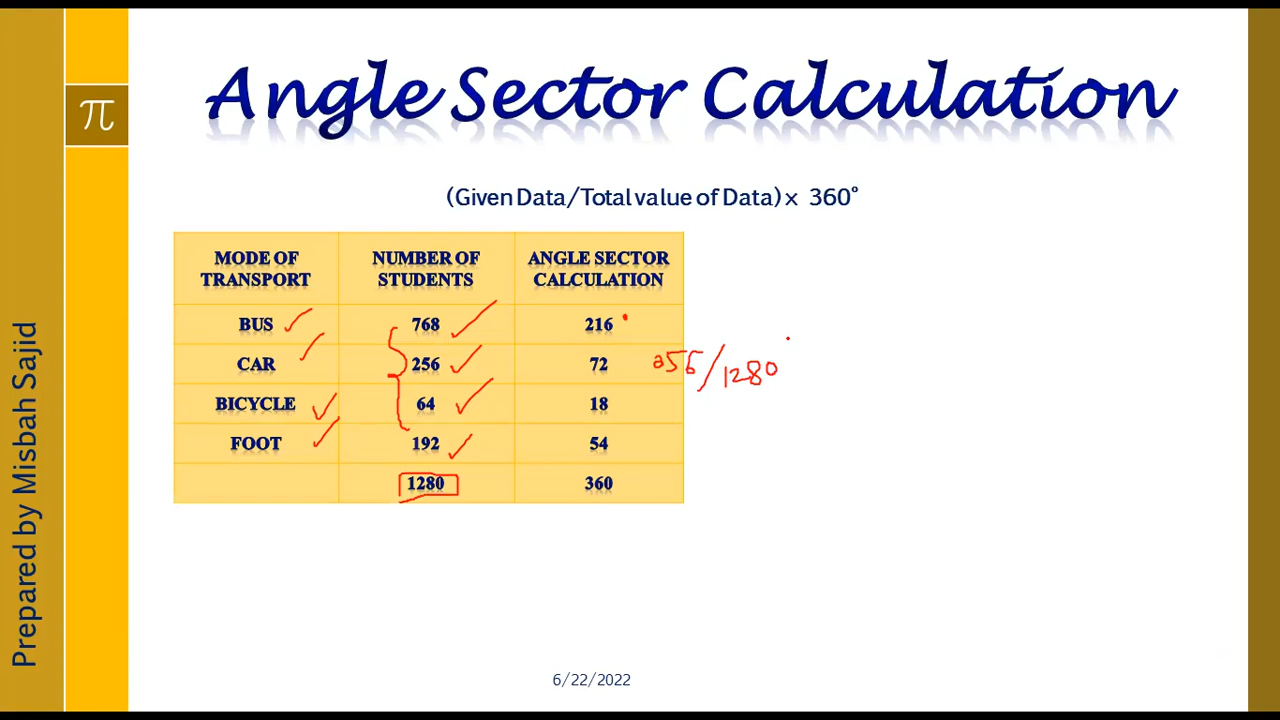 Angle Sector Calculation
π
(Given Data/Total value of Data) x 360°
MODE OF TRANSPORT NUMBER OF STUDENTS ANGLE SECTOR CALCULATION
BUS 768 216
CAR 256 72 256/1280
BICYCLE 64 18
FOOT 192 54
1280 360
Prepared by Misbah Sajid
6/22/2022